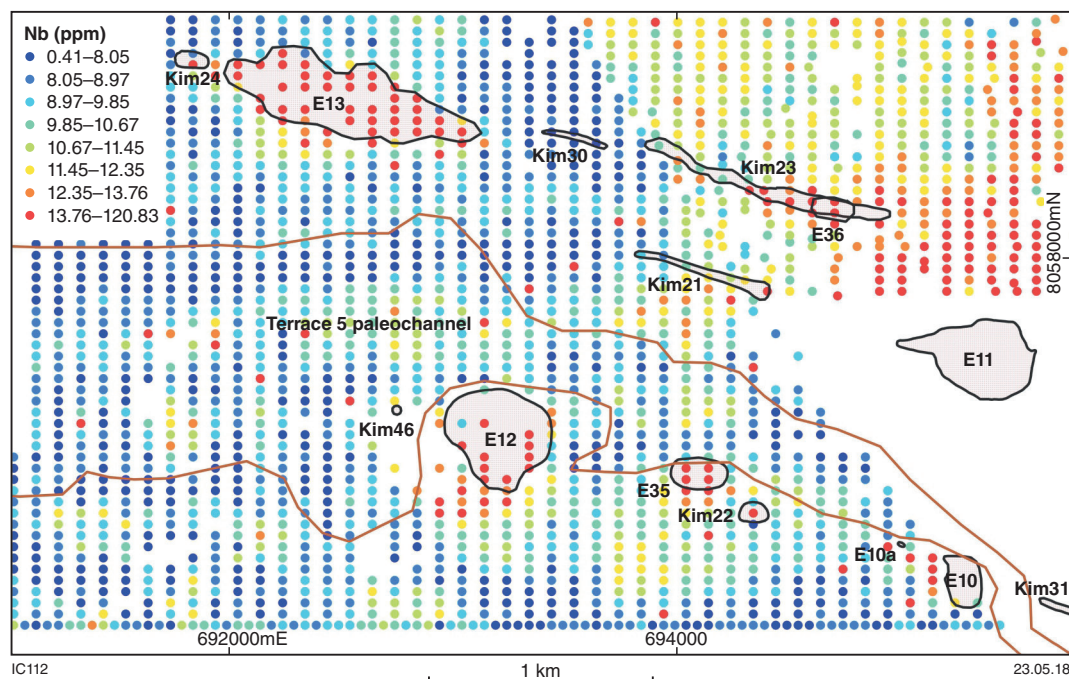 Nb (ppm)
0.41–8.05
8.05–8.97
8.97–9.85
9.85–10.67
10.67–11.45
11.45–12.35
12.35–13.76
13.76–120.83
Kim24
E13
Kim30
Kim23
E36
8058000mN
Kim21
Terrace 5 paleochannel
E11
Kim46
E12
E35
Kim22
E10a
E10
Kim31
692000mE
694000
IC112
1 km
23.05.18